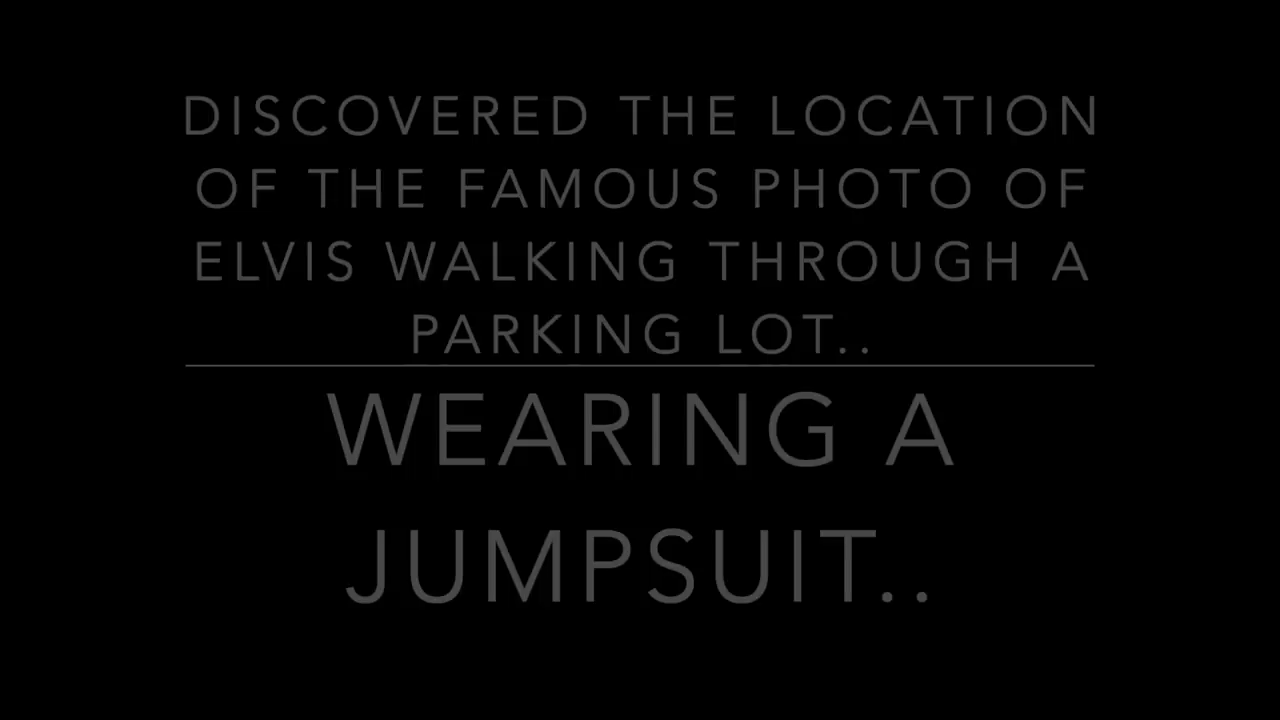 DISCOVERED THE LOCATION
OF THE FAMOUS PHOTO OF
ELVIS WALKING THROUGH A
PARKING LOT..
WEARING A
JUMPSUIT..